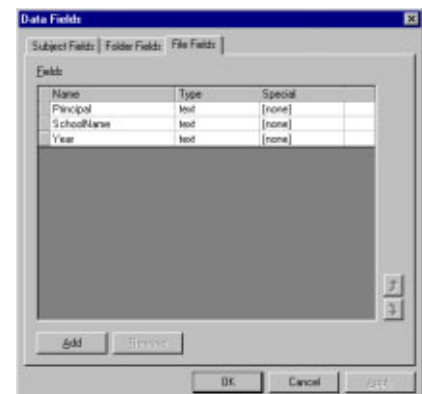 Data Fields
Subject Fields Folder Fields File Fields
Fields
Name Type Special
Principal text [none]
SchoolName text [none]
Year text [none]
Add Remove
OK Cancel Apply